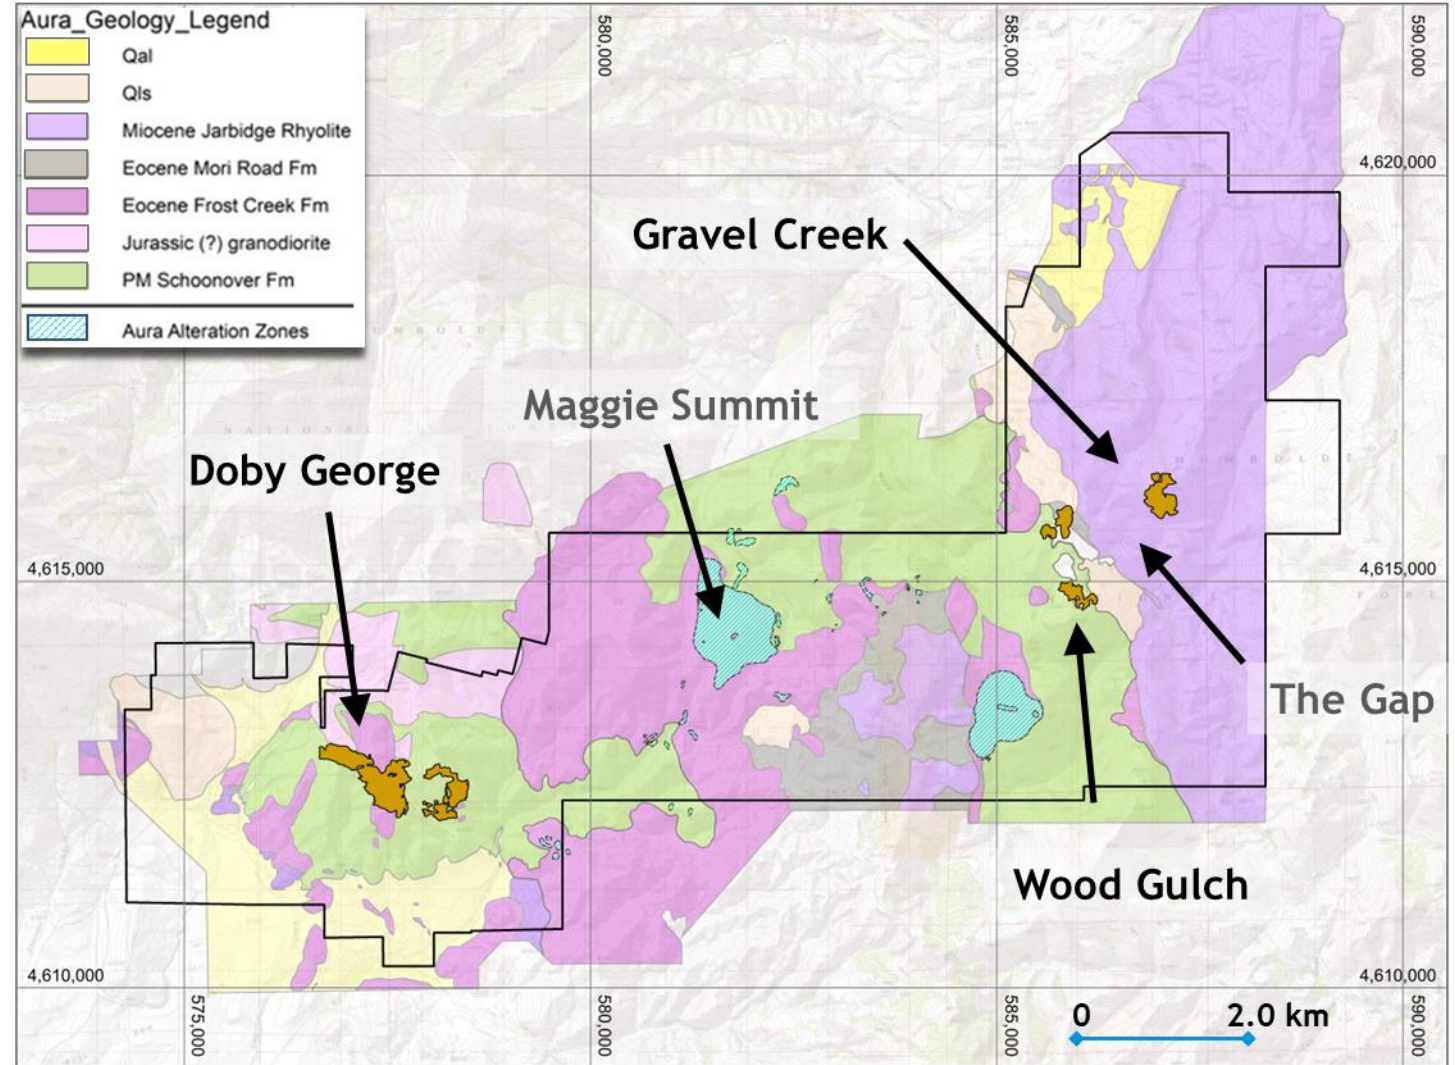 Aura_Geology_Legend
Qal
Qls
Miocene Jarbidge Rhyolite
Eocene Mori Road Fm
Eocene Frost Creek Fm
Jurassic (?) granodiorite
PM Schoonover Fm
Aura Alteration Zones
580,000
585,000
590,000
4,620,000
Gravel Creek
Maggie Summit
NATIONAL
HUMBOLDT
Doby George
4,615,000
4,615,000
The Gap
Wood Gulch
4,610,000
4,610,000
575,000
580,000
585,000
590,000
0 2.0 km